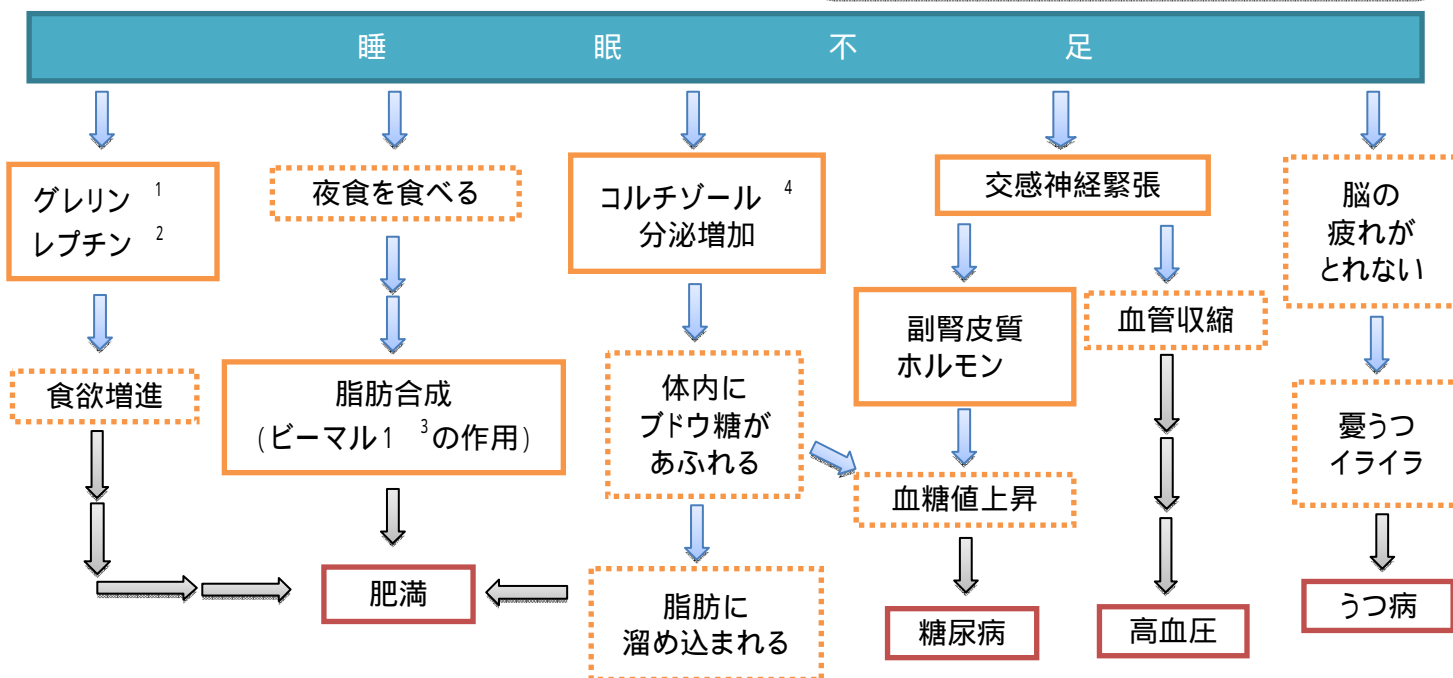 睡眠不足
グレリン 1
レプチン 2
夜食を食べる
コルチゾール 4
分泌増加
交感神経緊張
脳の
疲れが
とれない
副腎皮質
ホルモン
血管収縮
食欲増進
脂肪合成
(ビーマル1 3の作用)
体内に
ブドウ糖が
あふれる
憂うつ
イライラ
血糖値上昇
肥満
脂肪に
溜め込まれる
糖尿病
高血圧
うつ病